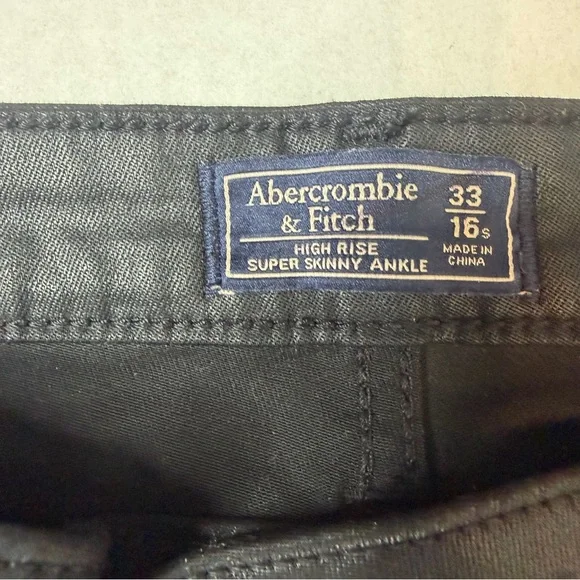 Abercrombie
& Fitch
HIGH RISE
SUPER SKINNY ANKLE
33
16s
MADE IN
CHINA